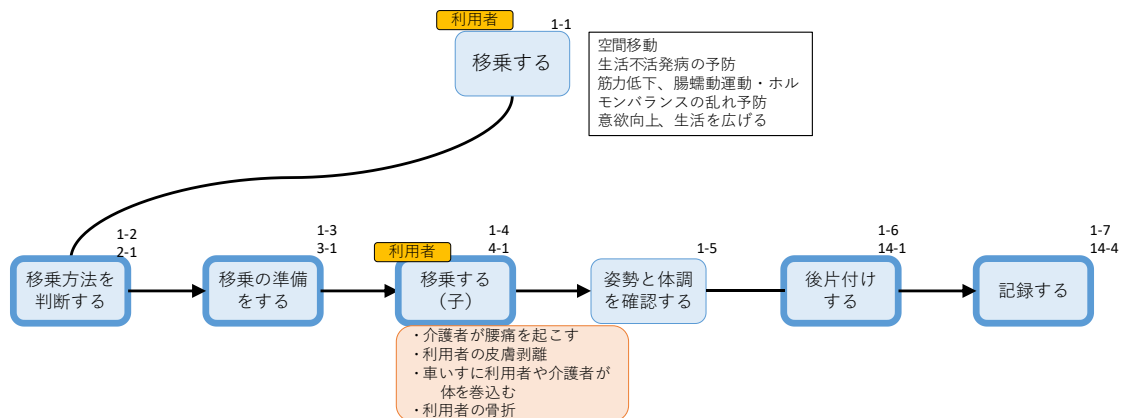 利用者
1-1
移乗する
空間移動
生活不活発病の予防
筋力低下、腸蠕動運動・ホル
モンバランスの乱れ予防
意欲向上、生活を広げる
1-2
2-1
移乗方法を
判断する
1-3
3-1
移乗の準備
をする
利用者
1-4
4-1
移乗する
（子）
・介護者が腰痛を起こす
・利用者の皮膚剥離
・車いすに利用者や介護者が
体を巻込む
・利用者の骨折
1-5
姿勢と体調
を確認する
1-6
14-1
後片付け
する
1-7
14-4
記録する